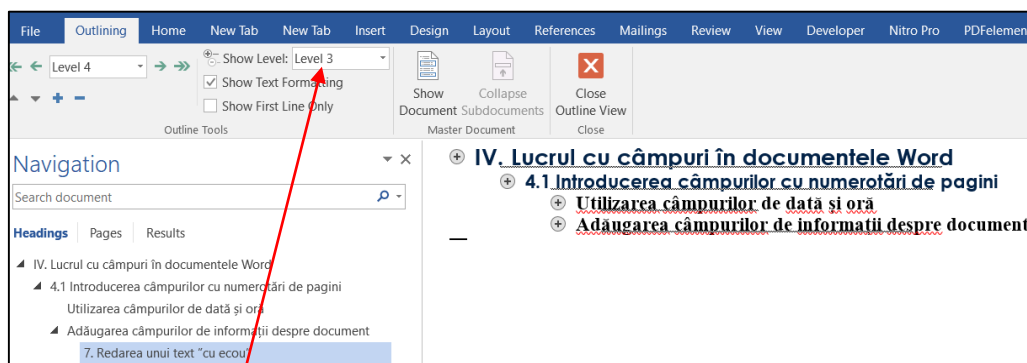 File Outlining Home New Tab New Tab Insert Design Layout References Mailings Review View Developer Nitro Pro PDFelemen
Level 4 Show Level: Level 3
Show Text Formatting
Show First Line Only
Show Document Collapse Subdocuments Close Outline View
Outline Tools Master Document Close
Navigation
Search document
Headings Pages Results
IV. Lucrul cu câmpuri în documentele Word
4.1 Introducerea câmpurilor cu numerotări de pagini
Utilizarea câmpurilor de dată și oră
Adăugarea câmpurilor de informații despre document
7. Redarea unui text "cu ecou"
IV. Lucrul cu câmpuri în documentele Word
4.1 Introducerea câmpurilor cu numerotări de pagini
Utilizarea câmpurilor de dată și oră
Adăugarea câmpurilor de informații despre document